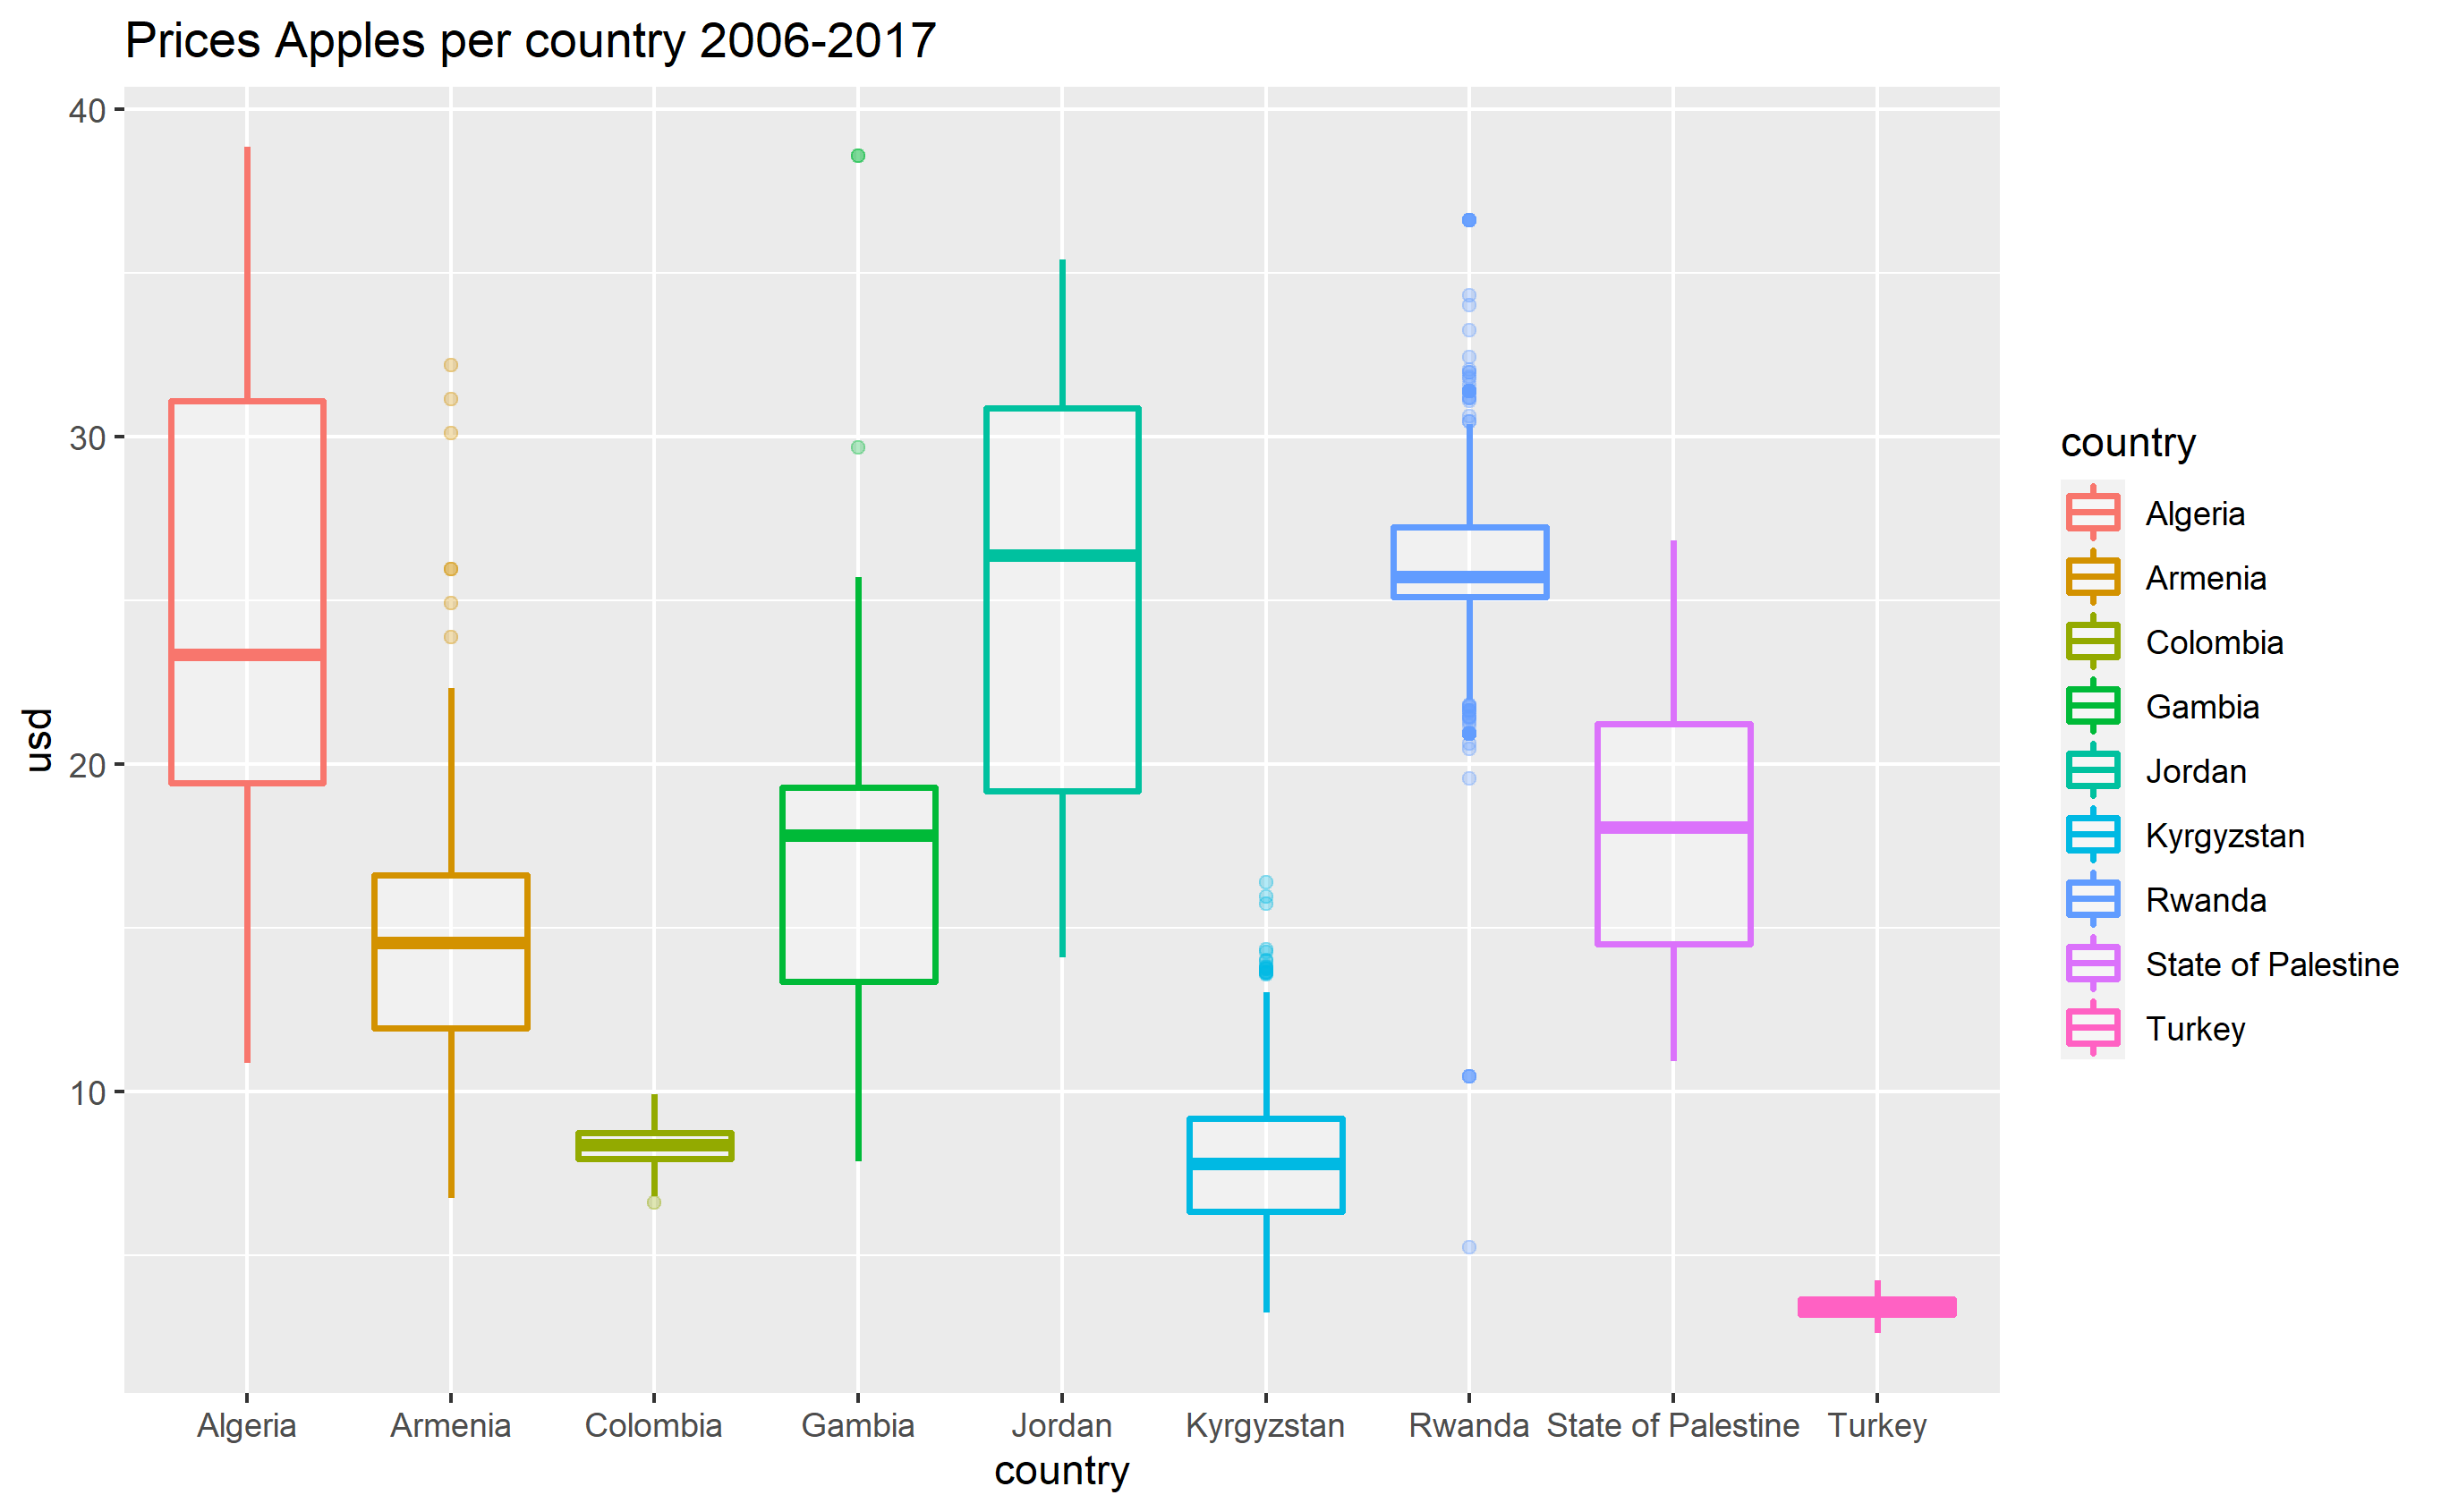 Prices Apples per country 2006-2017
usd
40
30
20
10
Algeria
Armenia
Colombia
Gambia
Jordan
Kyrgyzstan
Rwanda
State of Palestine
Turkey
country
country
Algeria
Armenia
Colombia
Gambia
Jordan
Kyrgyzstan
Rwanda
State of Palestine
Turkey